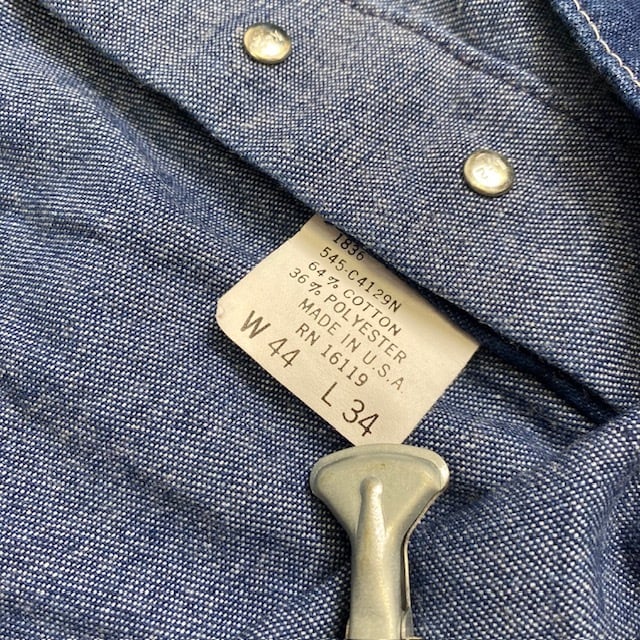 1836
545-C4129N
64% COTTON
36% POLYESTER
MADE IN U.S.A.
RN 16119
W 44 L 34